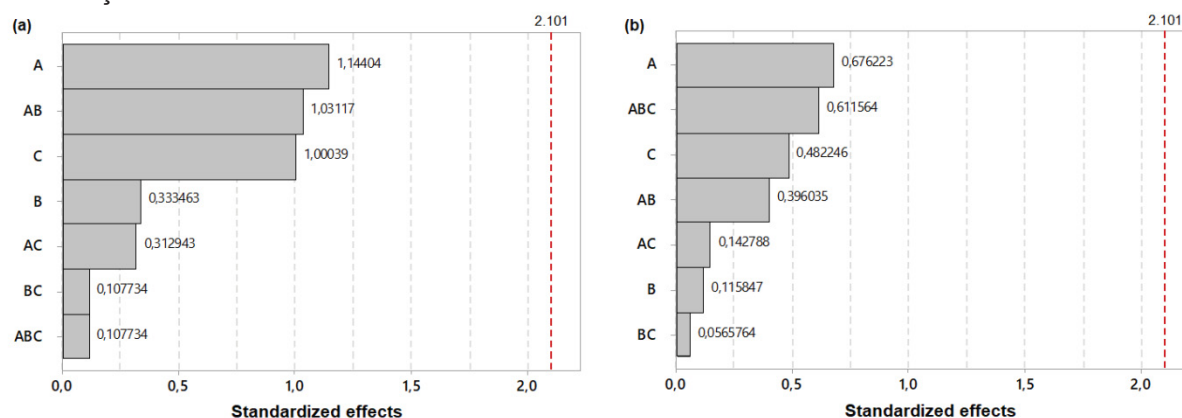 (a)
2.101
A
1,14404
AB
1,03117
C
1,00039
B
0,333463
AC
0,312943
BC
0,107734
ABC
0,107734
0,0 0,5 1,0 1,5 2,0
Standardized effects
(b)
2.101
A
0,676223
ABC
0,611564
C
0,482246
AB
0,396035
AC
0,142788
B
0,115847
BC
0,0565764
0,0 0,5 1,0 1,5 2,0
Standardized effects